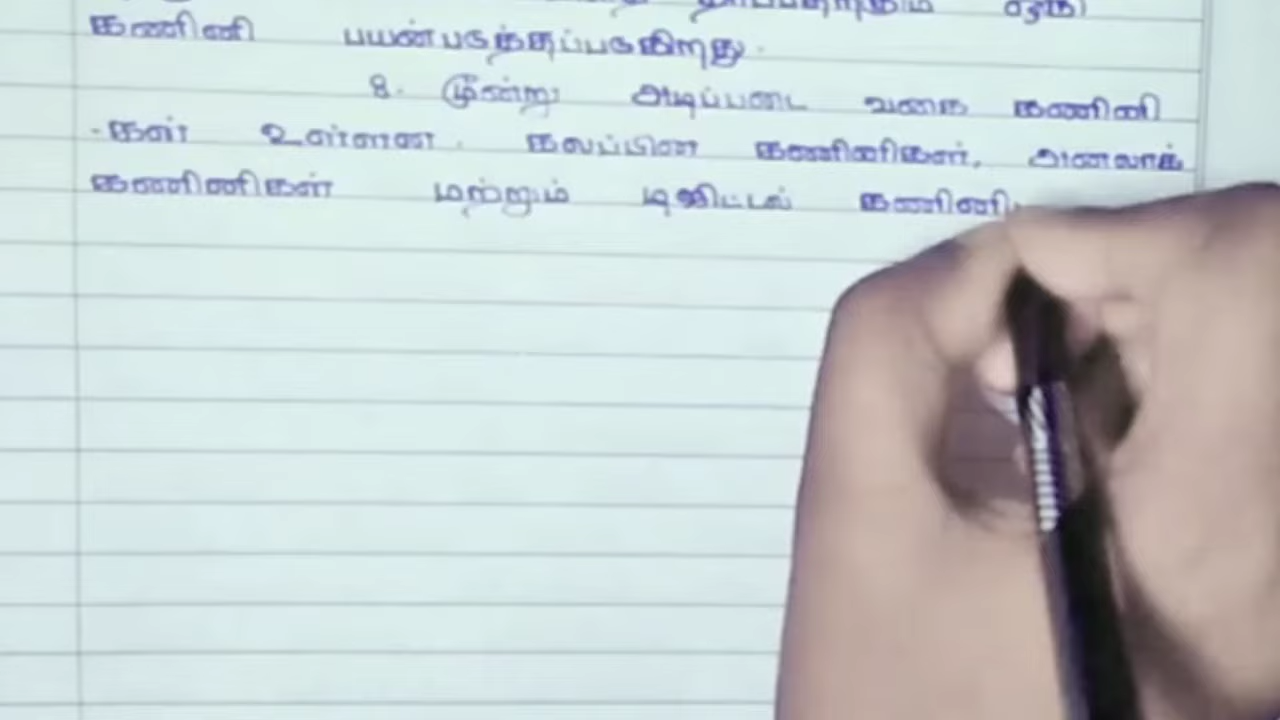 ஒரு
கணினி பயன்படுத்தப்படுகிறது.
8. மூன்று அடிப்படை வகை கணினி
-கள் உள்ளன. கலப்பின கணினிகள், அனலாக்
கணினிகள் மற்றும் டிஜிட்டல் கணினி